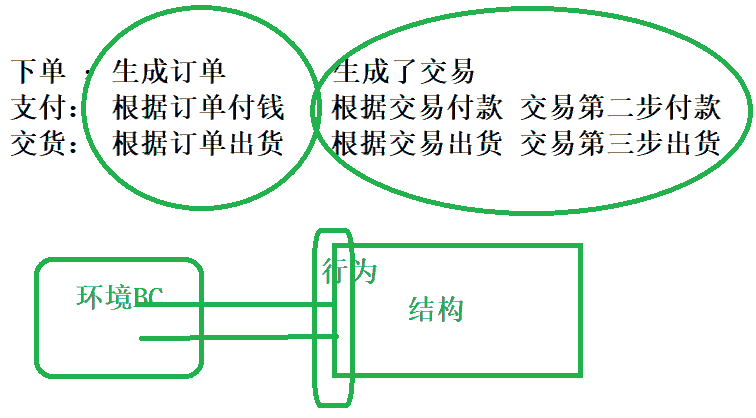 下单 : 生成订单 生成了交易
支付: 根据订单付钱 根据交易付款 交易第二步付款
交货: 根据订单出货 根据交易出货 交易第三步出货
行为
环境BC
结构